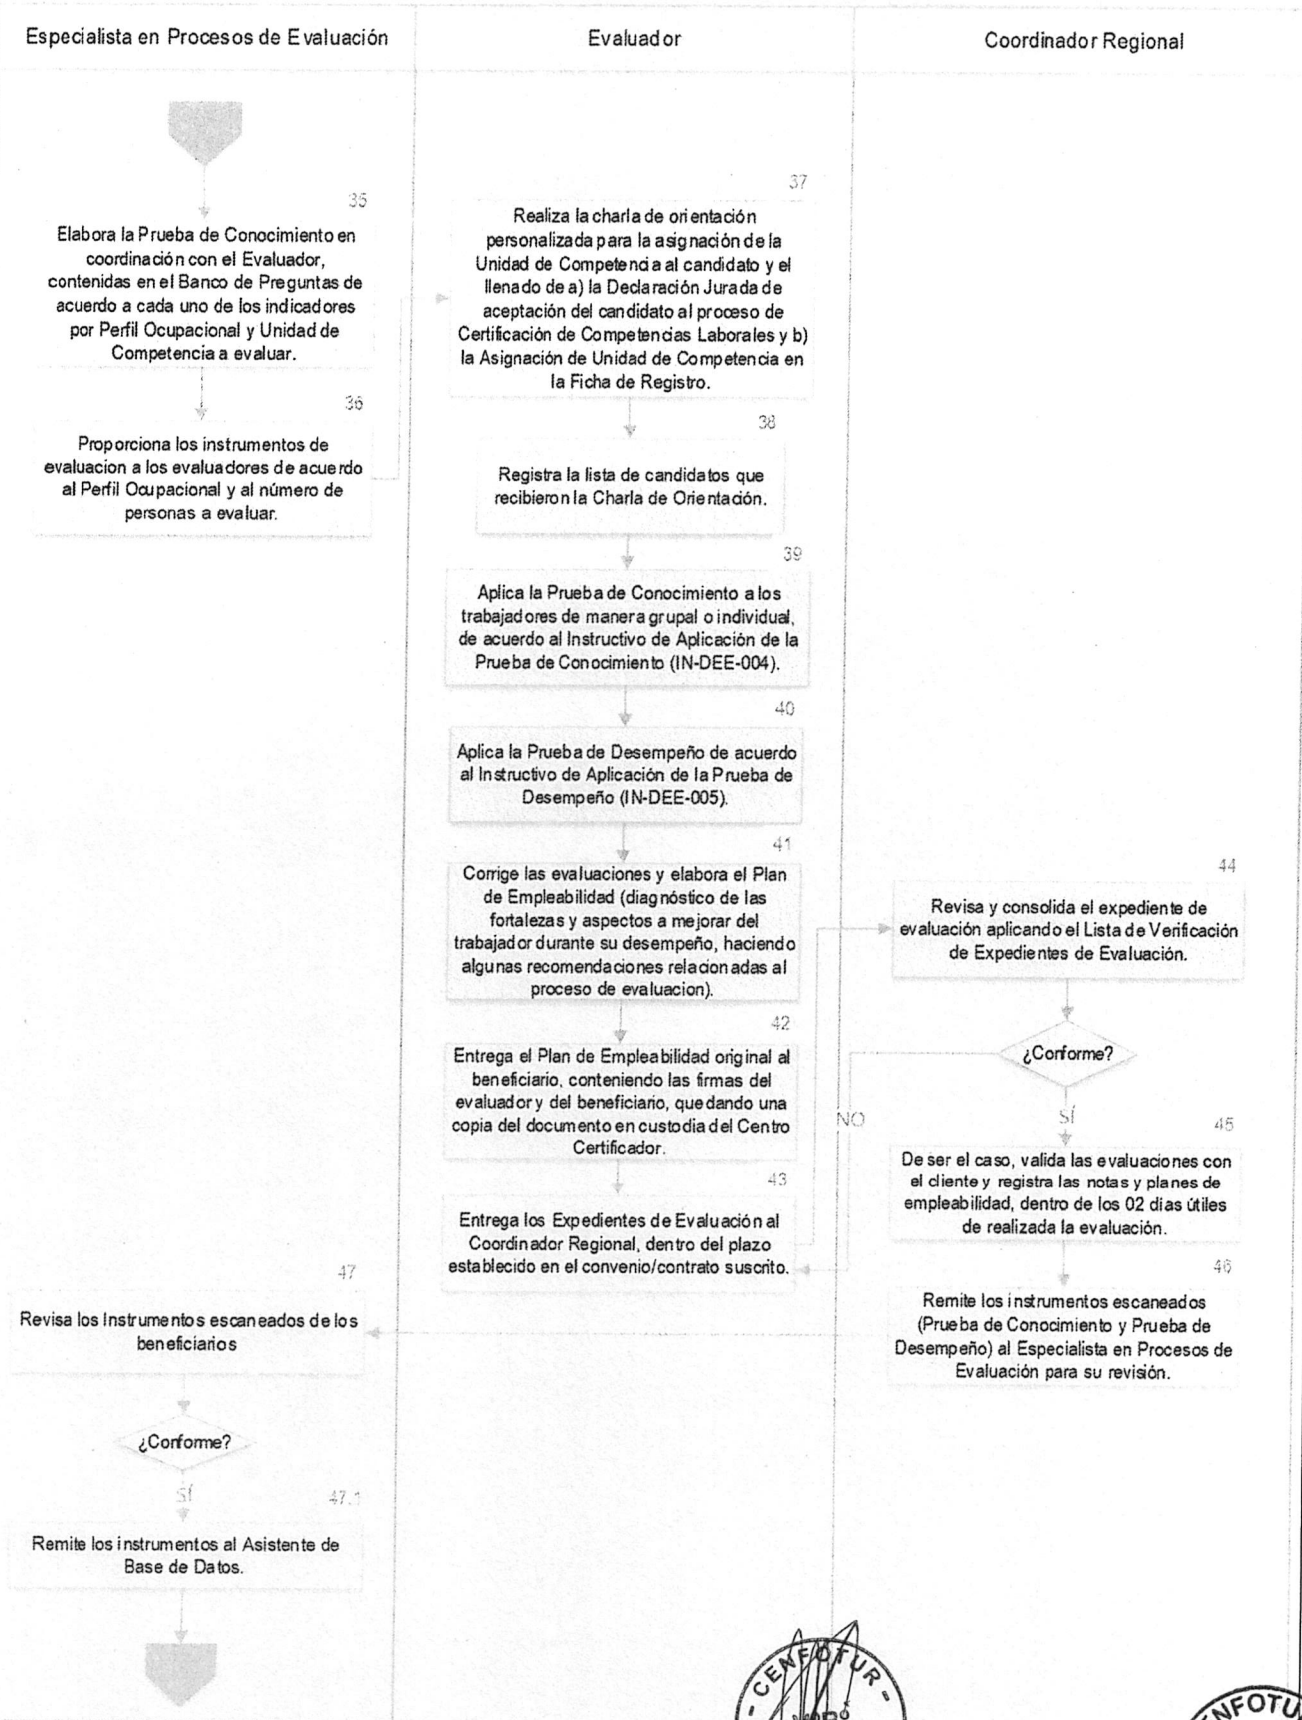 Especialista en Procesos de Evaluación
Evaluador
Coordinador Regional
35
Elabora la Prueba de Conocimiento en
coordinación con el Evaluador,
contenidas en el Banco de Preguntas de
acuerdo a cada uno de los indicadores
por Perfil Ocupacional y Unidad de
Competencia a evaluar.
36
Proporciona los instrumentos de
evaluacion a los evaluadores de acuerdo
al Perfil Ocupacional y al número de
personas a evaluar.
37
Realiza la charla de orientación
personalizada para la asignación de la
Unidad de Competencia al candidato y el
llenado de a) la Declaración Jurada de
aceptación del candidato al proceso de
Certificación de Competencias Laborales y b)
la Asignación de Unidad de Competencia en
la Ficha de Registro.
38
Registra la lista de candidatos que
recibieron la Charla de Orientación.
39
Aplica la Prueba de Conocimiento a los
trabajadores de manera grupal o individual,
de acuerdo al Instructivo de Aplicación de la
Prueba de Conocimiento (IN-DEE-004).
40
Aplica la Prueba de Desempeño de acuerdo
al Instructivo de Aplicación de la Prueba de
Desempeño (IN-DEE-005).
41
Corrige las evaluaciones y elabora el Plan
de Empleabilidad (diagnóstico de las
fortalezas y aspectos a mejorar del
trabajador durante su desempeño, haciendo
algunas recomendaciones relacionadas al
proceso de evaluacion).
42
Entrega el Plan de Empleabilidad original al
beneficiario, conteniendo las firmas del
evaluador y del beneficiario, quedando una
copia del documento en custodia del Centro
Certificador.
43
Entrega los Expedientes de Evaluación al
Coordinador Regional, dentro del plazo
establecido en el convenio/contrato suscrito.
44
Revisa y consolida el expediente de
evaluación aplicando el Lista de Verificación
de Expedientes de Evaluación.
¿Conforme?
NO
SÍ
45
De ser el caso, valida las evaluaciones con
el cliente y registra las notas y planes de
empleabilidad, dentro de los 02 dias útiles
de realizada la evaluación.
46
Remite los instrumentos escaneados
(Prueba de Conocimiento y Prueba de
Desempeño) al Especialista en Procesos de
Evaluación para su revisión.
47
Revisa los Instrumentos escaneados de los
beneficiarios
¿Conforme?
SÍ
47.1
Remite los instrumentos al Asistente de
Base de Datos.
- CENFOTUR -